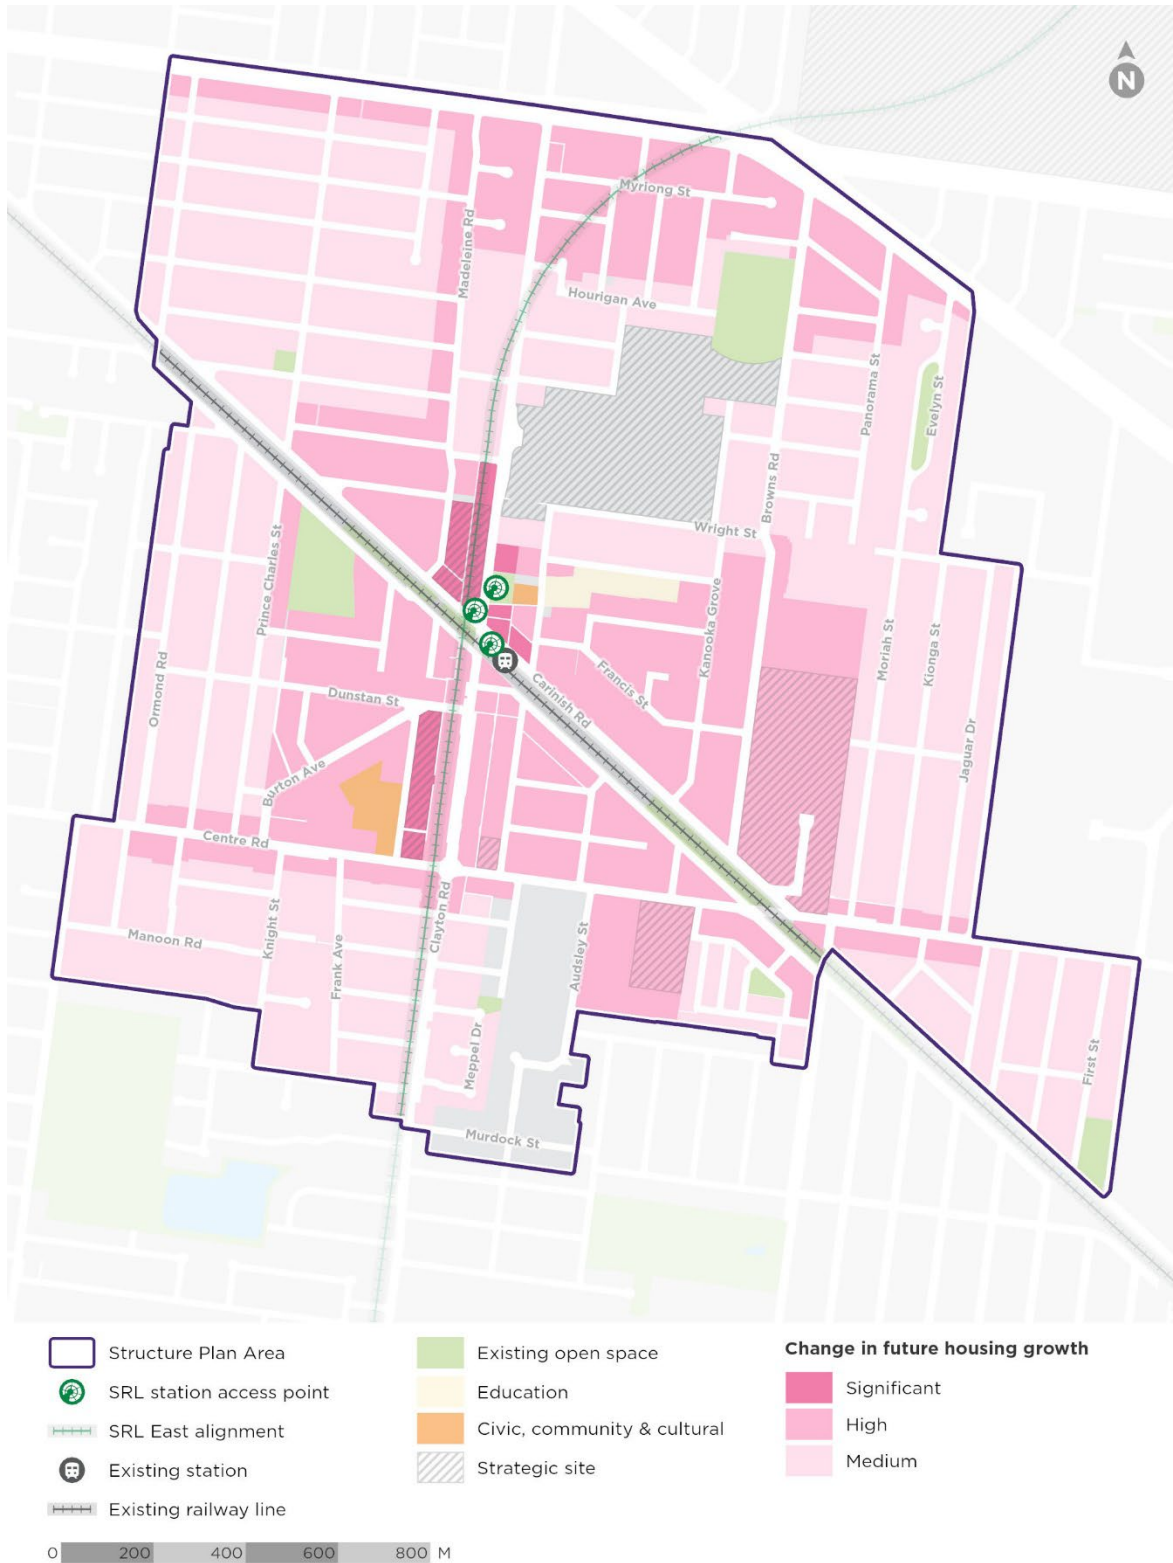 N
Myriong St
Madeleine Rd
Hourigan Ave
Panorama St
Evelyn St
Browns Rd
Wright St
Prince Charles St
Kanooka Grove
Moriah St
Kionga St
Ormond Rd
Francis St
Carinish Rd
Dunstan St
Jaguar Dr
Burton Ave
Centre Rd
Clayton Rd
Knight St
Manoon Rd
Frank Ave
Audsley St
Meppel Dr
First St
Murdock St
Structure Plan Area
SRL station access point
SRL East alignment
Existing station
Existing railway line
Existing open space
Education
Civic, community & cultural
Strategic site
Change in future housing growth
Significant
High
Medium
0 200 400 600 800 M